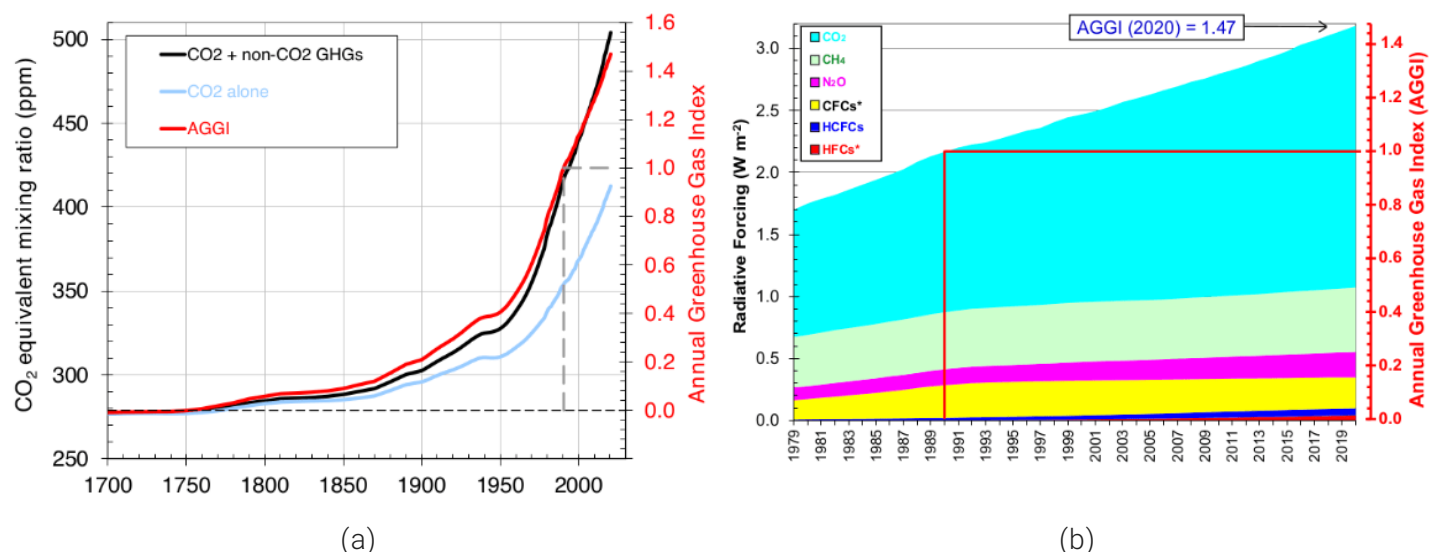 CO2 equivalent mixing ratio (ppm)
500
450
400
350
300
250
CO2 + non-CO2 GHGs
CO2 alone
AGGI
1.6
1.4
1.2
1.0
0.8
0.6
0.4
0.2
0.0
Annual Greenhouse Gas Index
1700 1750 1800 1850 1900 1950 2000
(a)
Radiative Forcing (W m-2)
3.0
2.5
2.0
1.5
1.0
0.5
0.0
CO2
CH4
N2O
CFCs*
HCFCs
HFCs*
AGGI (2020) = 1.47
1.4
1.2
1.0
0.8
0.6
0.4
0.2
0.0
Annual Greenhouse Gas Index (AGGI)
1979 1981 1983 1985 1987 1989 1991 1993 1995 1997 1999 2001 2003 2005 2007 2009 2011 2013 2015 2017 2019
(b)